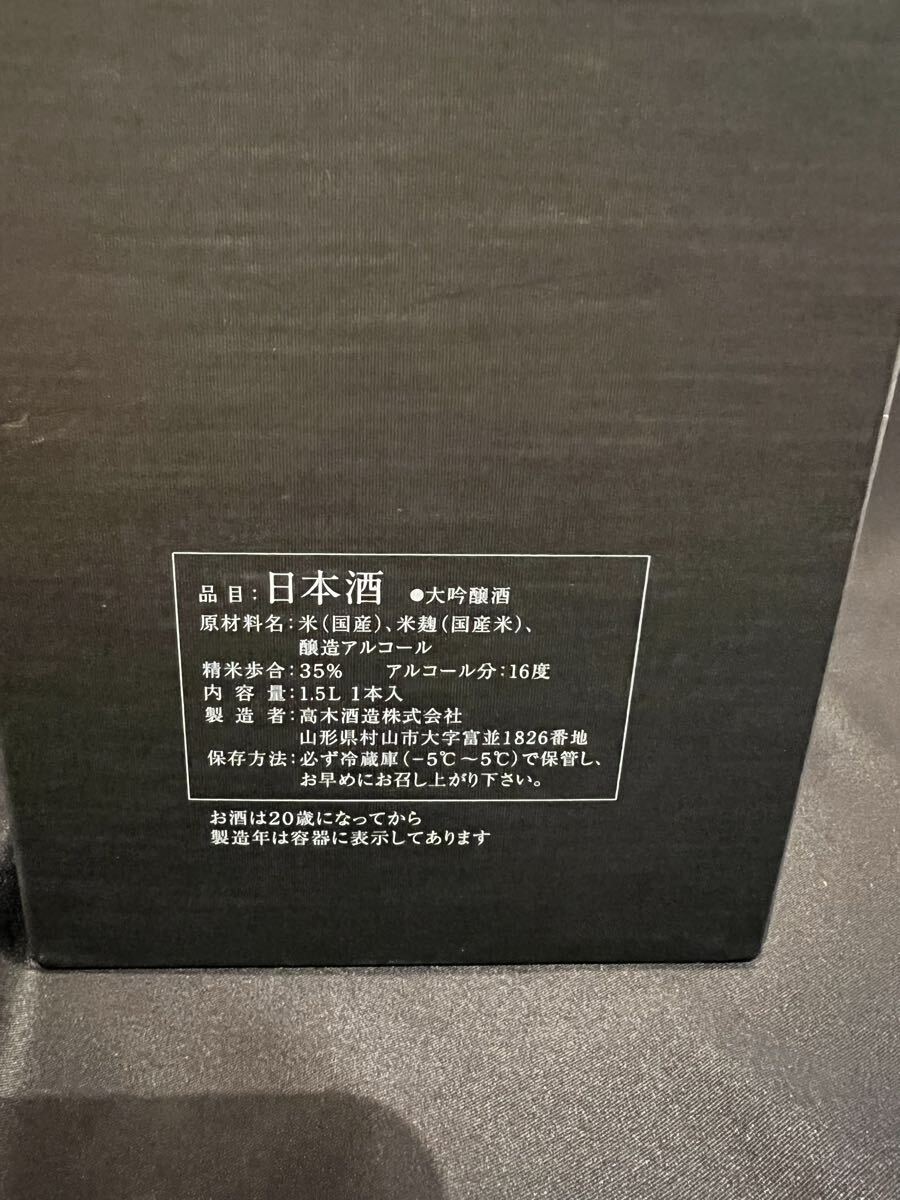 品目：日本酒 ●大吟醸酒
原材料名：米（国産）、米麹（国産米）、
醸造アルコール
精米歩合：35% アルコール分：16度
内容量：1.5L 1本入
製造者：高木酒造株式会社
山形県村山市大字富並1826番地
保存方法：必ず冷蔵庫（−5℃〜5℃）で保管し、
お早めにお召し上がり下さい。
お酒は20歳になってから
製造年は容器に表示してあります